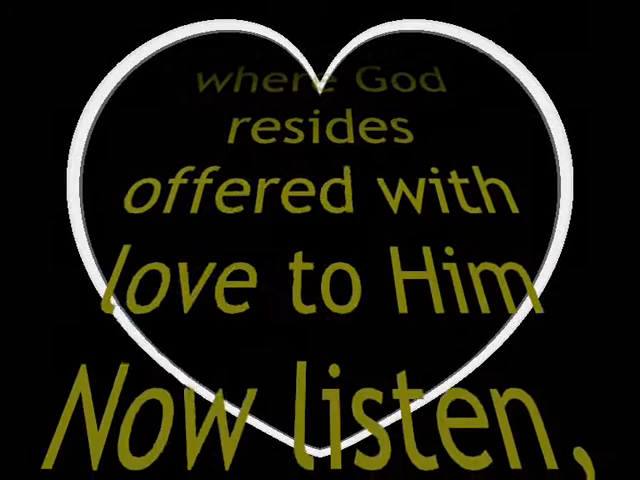 where God
resides
offered with
love to Him
Now listen,